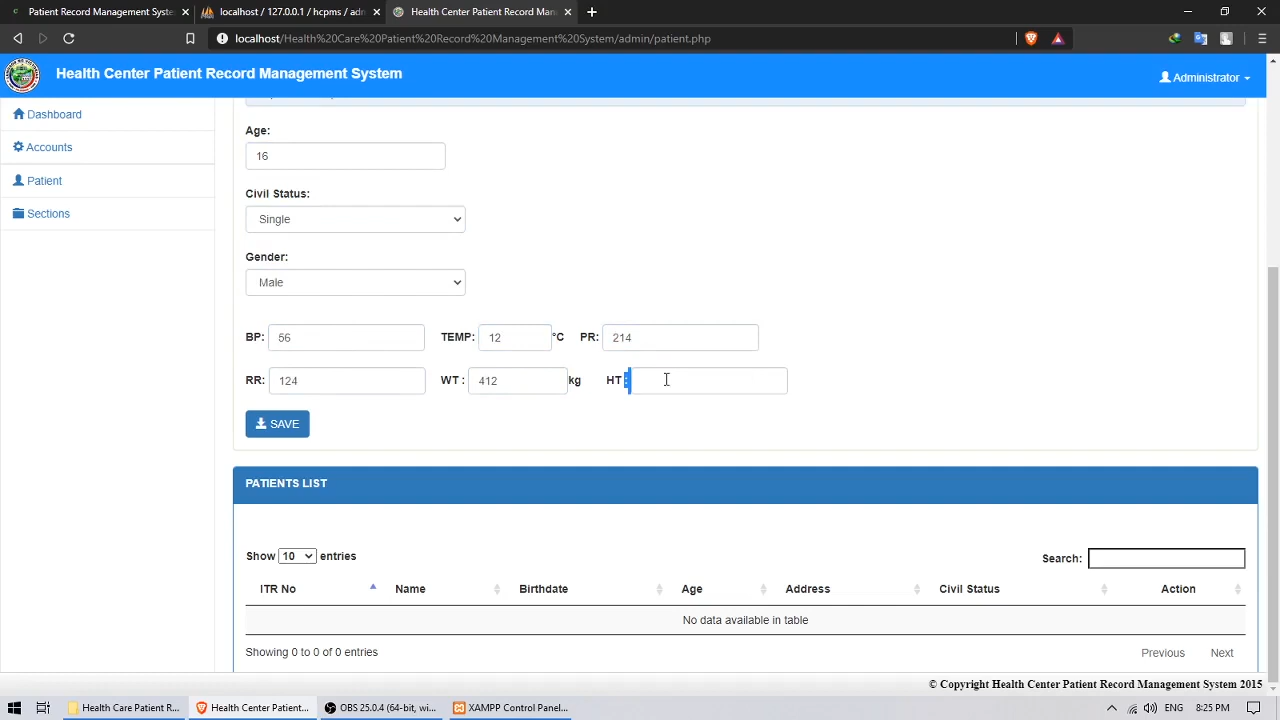 Patient Record Management Syste
localhost / 127.0.0.1 / hcpms / adm
Health Center Patient Record Man
localhost/Health%20Care%20Patient%20Record%20Management%20System/admin/patient.php
Health Center Patient Record Management System
Administrator
Dashboard
Accounts
Patient
Sections
Age:
16
Civil Status:
Single
Gender:
Male
BP: 56 TEMP: 12 °C PR: 214
RR: 124 WT : 412 kg HT :
SAVE
PATIENTS LIST
Show 10 entries
Search:
ITR No Name Birthdate Age Address Civil Status Action
No data available in table
Showing 0 to 0 of 0 entries
Previous Next
© Copyright Health Center Patient Record Management System 2015
Health Care Patient R... Health Center Patient... OBS 25.0.4 (64-bit, wi... XAMPP Control Panel... ENG 8:25 PM